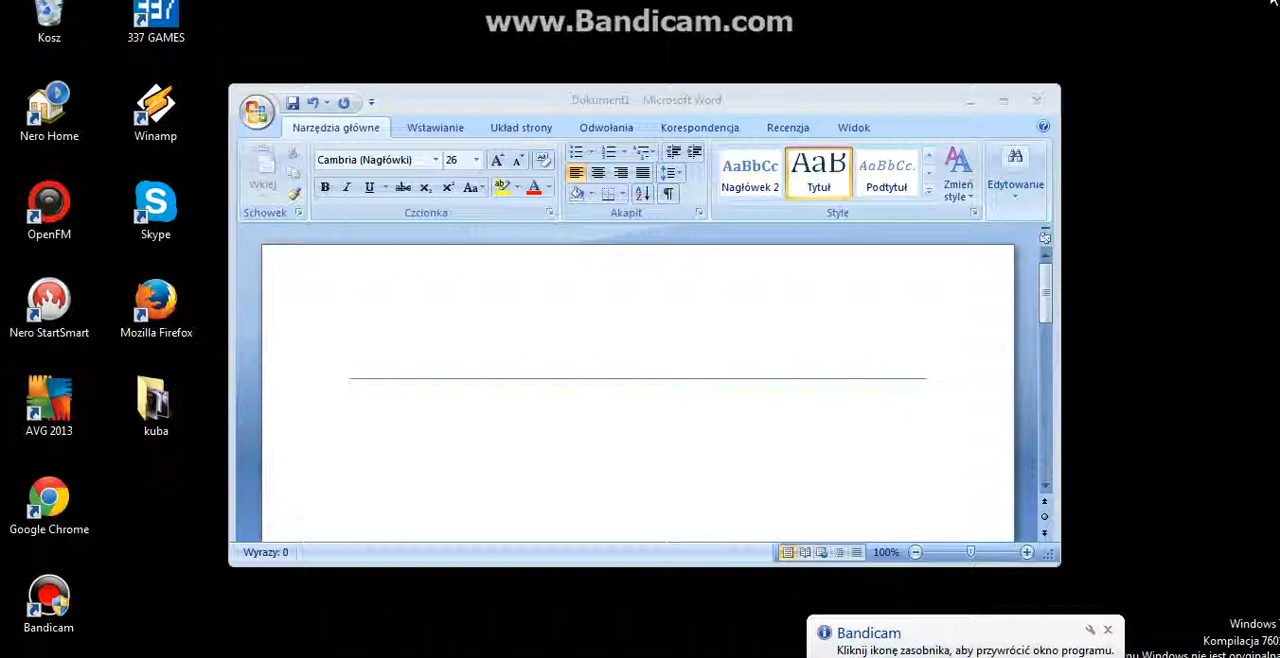 www.Bandicam.com
Kosz
337 GAMES
Nero Home
Winamp
OpenFM
Skype
Nero StartSmart
Mozilla Firefox
AVG 2013
kuba
Google Chrome
Bandicam
Dokument1 - Microsoft Word
Narzędzia główne
Wstawianie
Układ strony
Odwołania
Korespondencja
Recenzja
Widok
Wklej
Schowek
Cambria (Nagłówki)
26
Czcionka
Akapit
AaBbCc
Nagłówek 2
AaB
Tytuł
AaBbCc.
Podtytuł
Zmień
style
Style
Edytowanie
Wyrazy: 0
100%
Bandicam
Kliknij ikonę zasobnika, aby przywrócić okno programu.
Windows
Kompilacja 760
Windows nie jest oryginalna